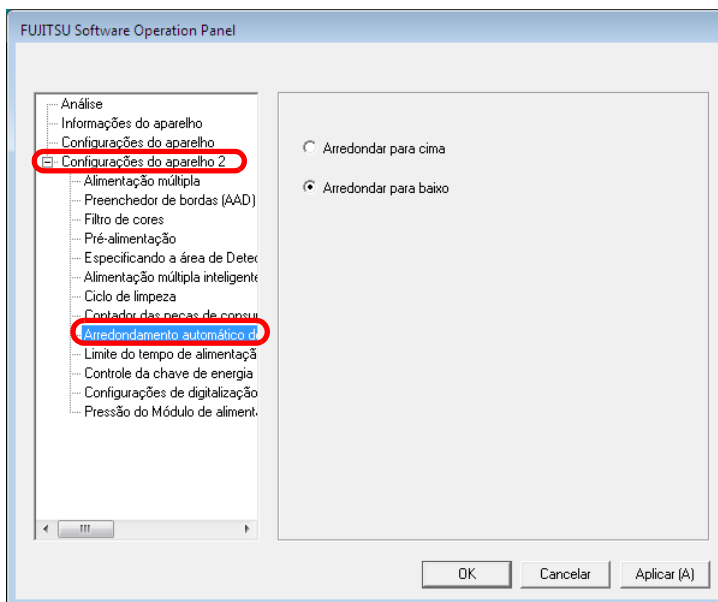 FUJITSU Software Operation Panel
Análise
Informações do aparelho
Configurações do aparelho
Configurações do aparelho 2
Alimentação múltipla
Preenchedor de bordas (AAD)
Filtro de cores
Pré-alimentação
Especificando a área de Detec
Alimentação múltipla inteligente
Ciclo de limpeza
Contador das peças de consu
Arredondamento automático d
Limite do tempo de alimentaçã
Controle da chave de energia
Configurações de digitalização
Pressão do Módulo de aliment
Arredondar para cima
Arredondar para baixo
OK
Cancelar
Aplicar (A)